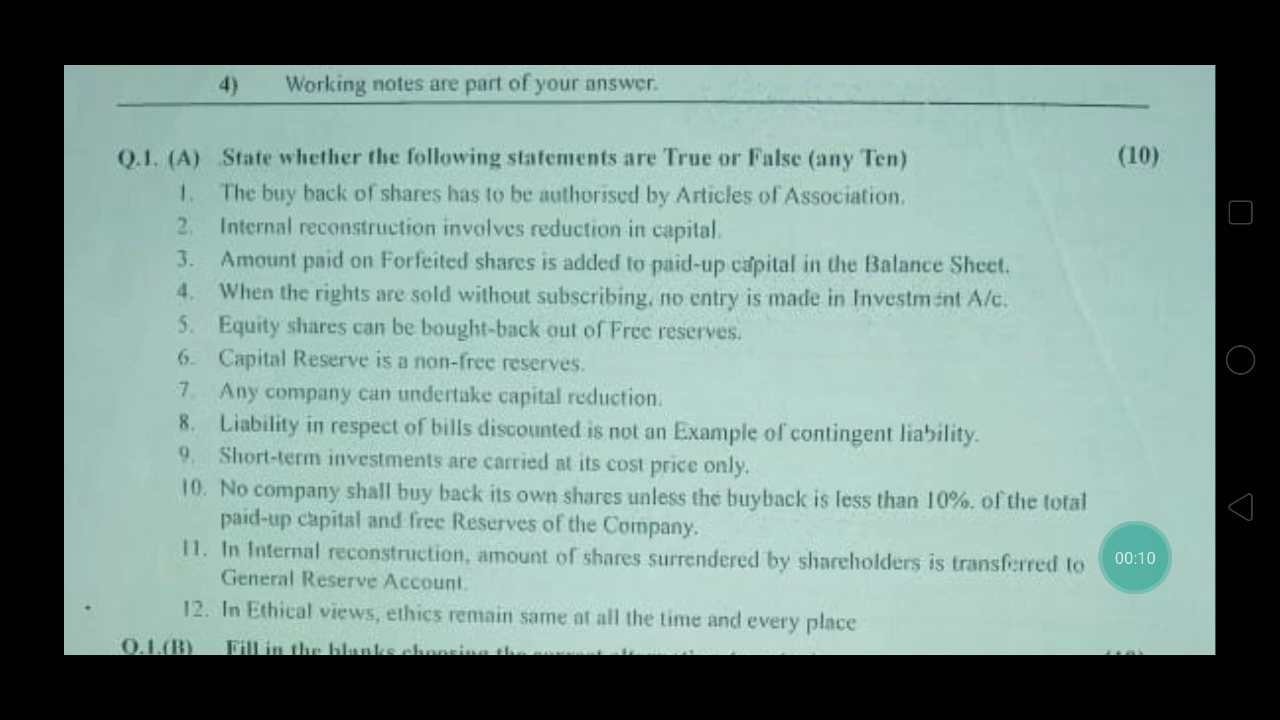 4) Working notes are part of your answer.
Q.1. (A) State whether the following statements are True or False (any Ten) (10)
1. The buy back of shares has to be authorised by Articles of Association.
2. Internal reconstruction involves reduction in capital.
3. Amount paid on Forfeited shares is added to paid-up capital in the Balance Sheet.
4. When the rights are sold without subscribing, no entry is made in Investment A/c.
5. Equity shares can be bought-back out of Free reserves.
6. Capital Reserve is a non-free reserves.
7. Any company can undertake capital reduction.
8. Liability in respect of bills discounted is not an Example of contingent liability.
9. Short-term investments are carried at its cost price only.
10. No company shall buy back its own shares unless the buyback is less than 10%. of the total
paid-up capital and free Reserves of the Company.
00:10
11. In Internal reconstruction, amount of shares surrendered by shareholders is transferred to
General Reserve Account.
12. In Ethical views, ethics remain same at all the time and every place
Q.1.(B) Fill in the blanks choosing the correct